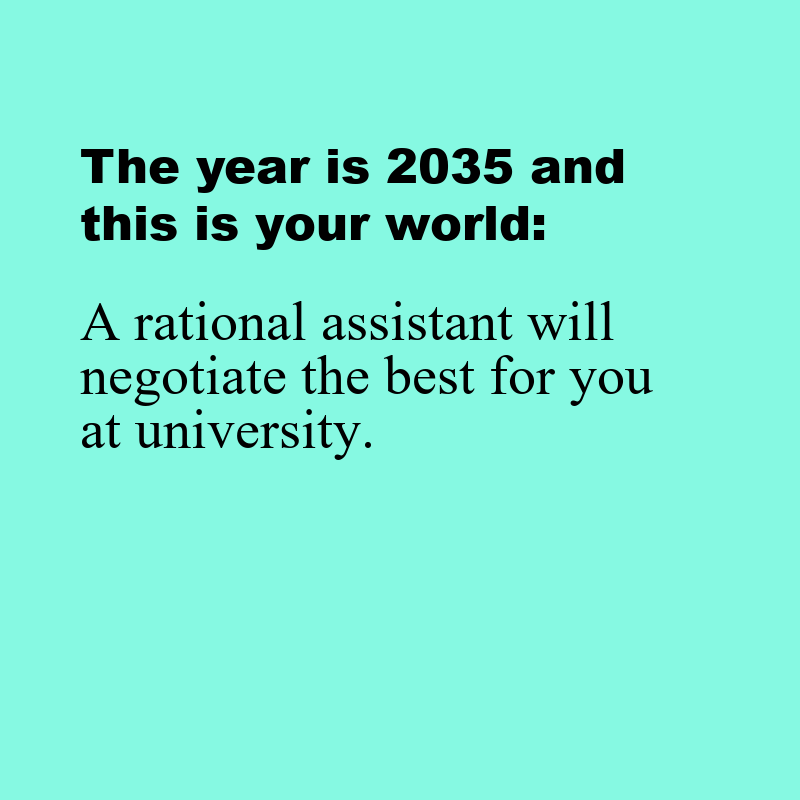 The year is 2035 and
this is your world:
A rational assistant will
negotiate the best for you
at university.